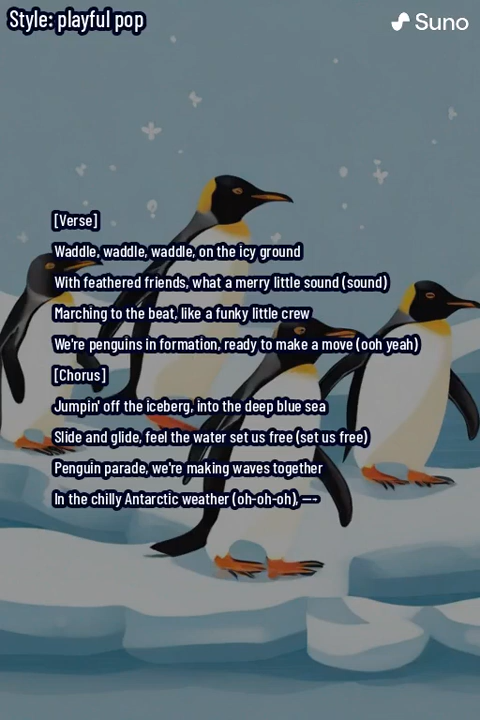 Style: playful pop
Suno
[Verse]
Waddle, waddle, waddle, on the icy ground
With feathered friends, what a merry little sound (sound)
Marching to the beat, like a funky little crew
We're penguins in formation, ready to make a move (ooh yeah)
[Chorus]
Jumpin' off the iceberg, into the deep blue sea
Slide and glide, feel the water set us free (set us free)
Penguin parade, we're making waves together
In the chilly Antarctic weather (oh-oh-oh), ---